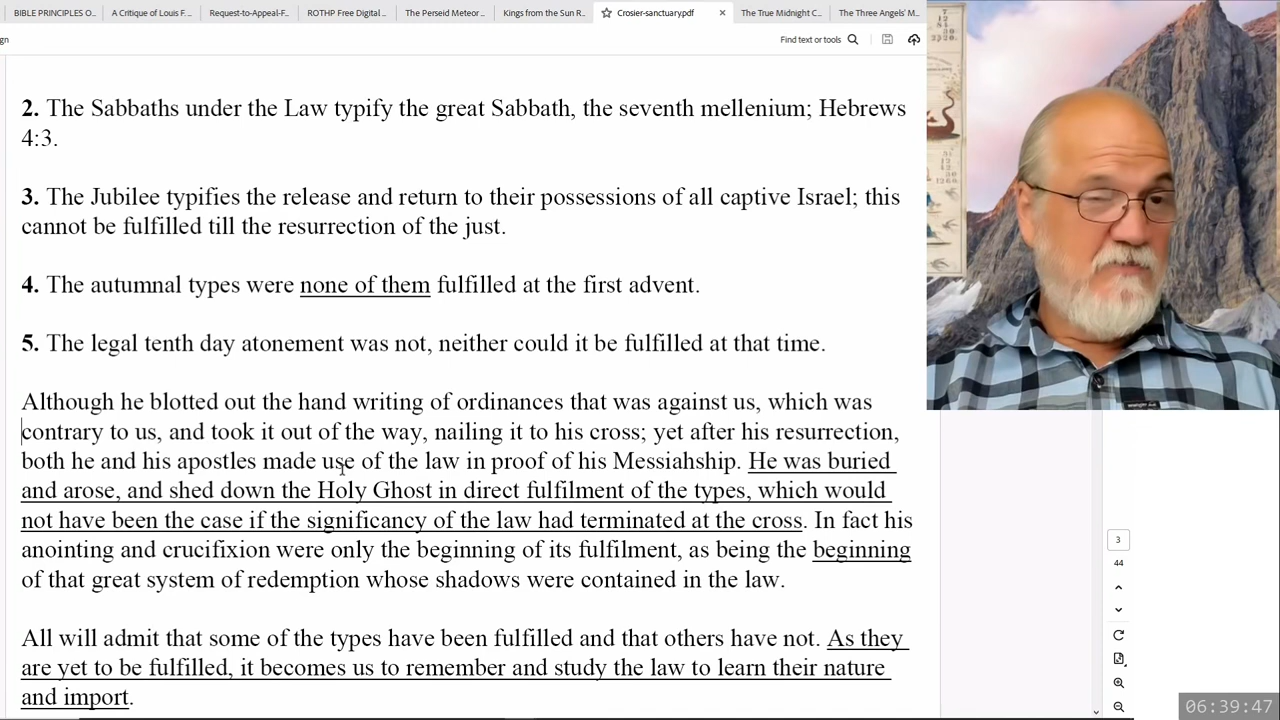 BIBLE PRINCIPLES O...
A Critique of Louis F....
Request-to-Appeal-F...
ROTHP Free Digital ...
The Perseid Meteor ...
Kings from the Sun R...
Crosier-sanctuary.pdf
The True Midnight C...
The Three Angels' M...
gn
Find text or tools
2. The Sabbaths under the Law typify the great Sabbath, the seventh mellenium; Hebrews
4:3.
3. The Jubilee typifies the release and return to their possessions of all captive Israel; this
cannot be fulfilled till the resurrection of the just.
4. The autumnal types were none of them fulfilled at the first advent.
5. The legal tenth day atonement was not, neither could it be fulfilled at that time.
Although he blotted out the hand writing of ordinances that was against us, which was
contrary to us, and took it out of the way, nailing it to his cross; yet after his resurrection,
both he and his apostles made use of the law in proof of his Messiahship. He was buried
and arose, and shed down the Holy Ghost in direct fulfilment of the types, which would
not have been the case if the significancy of the law had terminated at the cross. In fact his
anointing and crucifixion were only the beginning of its fulfilment, as being the beginning
of that great system of redemption whose shadows were contained in the law.
All will admit that some of the types have been fulfilled and that others have not. As they
are yet to be fulfilled, it becomes us to remember and study the law to learn their nature
and import.
3
44
06:39:47